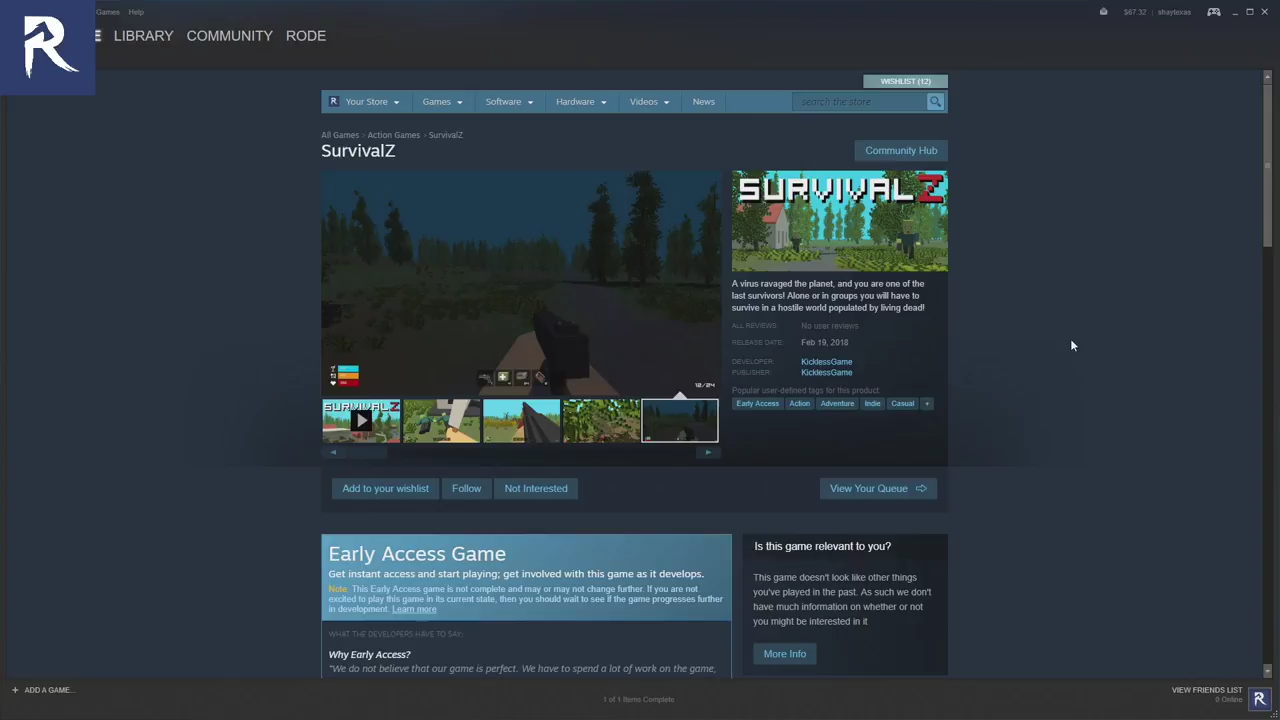 Games Help
$67.32 shaytexas
R
LIBRARY COMMUNITY RODE
WISHLIST (12)
Your Store Games Software Hardware Videos News
search the store
All Games > Action Games > SurvivalZ
SurvivalZ
Community Hub
SURVIVALZ
A virus ravaged the planet, and you are one of the
last survivors! Alone or in groups you will have to
survive in a hostile world populated by living dead!
ALL REVIEWS: No user reviews
RELEASE DATE: Feb 19, 2018
DEVELOPER: KicklessGame
PUBLISHER: KicklessGame
Popular user-defined tags for this product:
Early Access Action Adventure Indie Casual +
12/24
SURVIVALZ
Add to your wishlist Follow Not Interested
View Your Queue
Early Access Game
Get instant access and start playing; get involved with this game as it develops.
Note: This Early Access game is not complete and may or may not change further. If you are not
excited to play this game in its current state, then you should wait to see if the game progresses further
in development. Learn more
WHAT THE DEVELOPERS HAVE TO SAY:
Why Early Access?
“We do not believe that our game is perfect. We have to spend a lot of work on the game,
Is this game relevant to you?
This game doesn't look like other things
you've played in the past. As such we don't
have much information on whether or not
you might be interested in it
More Info
+ ADD A GAME...
1 of 1 Items Complete
VIEW FRIENDS LIST
0 Online
R